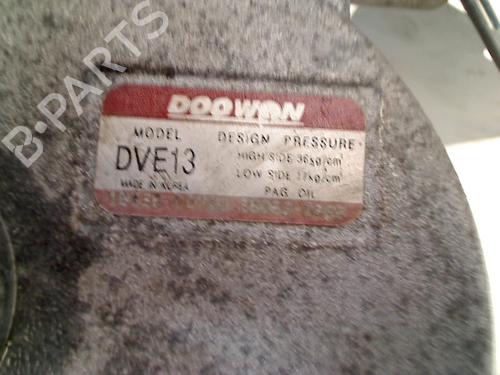 B-PARTS
DOOWON
MODEL DESIGN PRESSURE
DVE13 HIGH SIDE 36kg/cm²
LOW SIDE 17kg/cm²
MADE IN KOREA PAG OIL